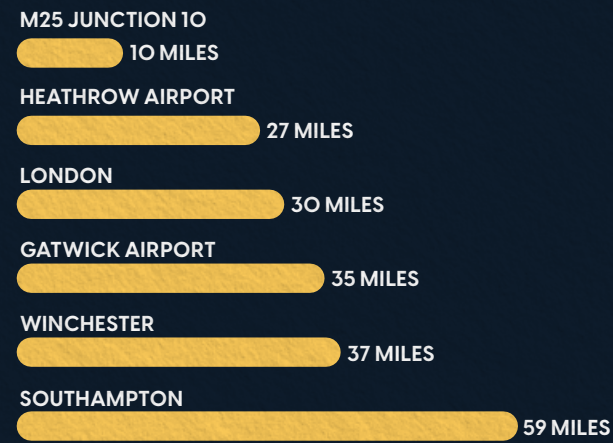 M25 JUNCTION 10
10 MILES
HEATHROW AIRPORT
27 MILES
LONDON
30 MILES
GATWICK AIRPORT
35 MILES
WINCHESTER
37 MILES
SOUTHAMPTON
59 MILES